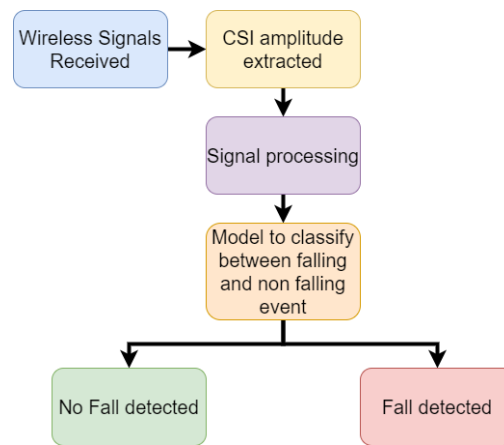 Wireless Signals
Received
CSI amplitude
extracted
Signal processing
Model to classify
between falling
and non falling
event
No Fall detected
Fall detected